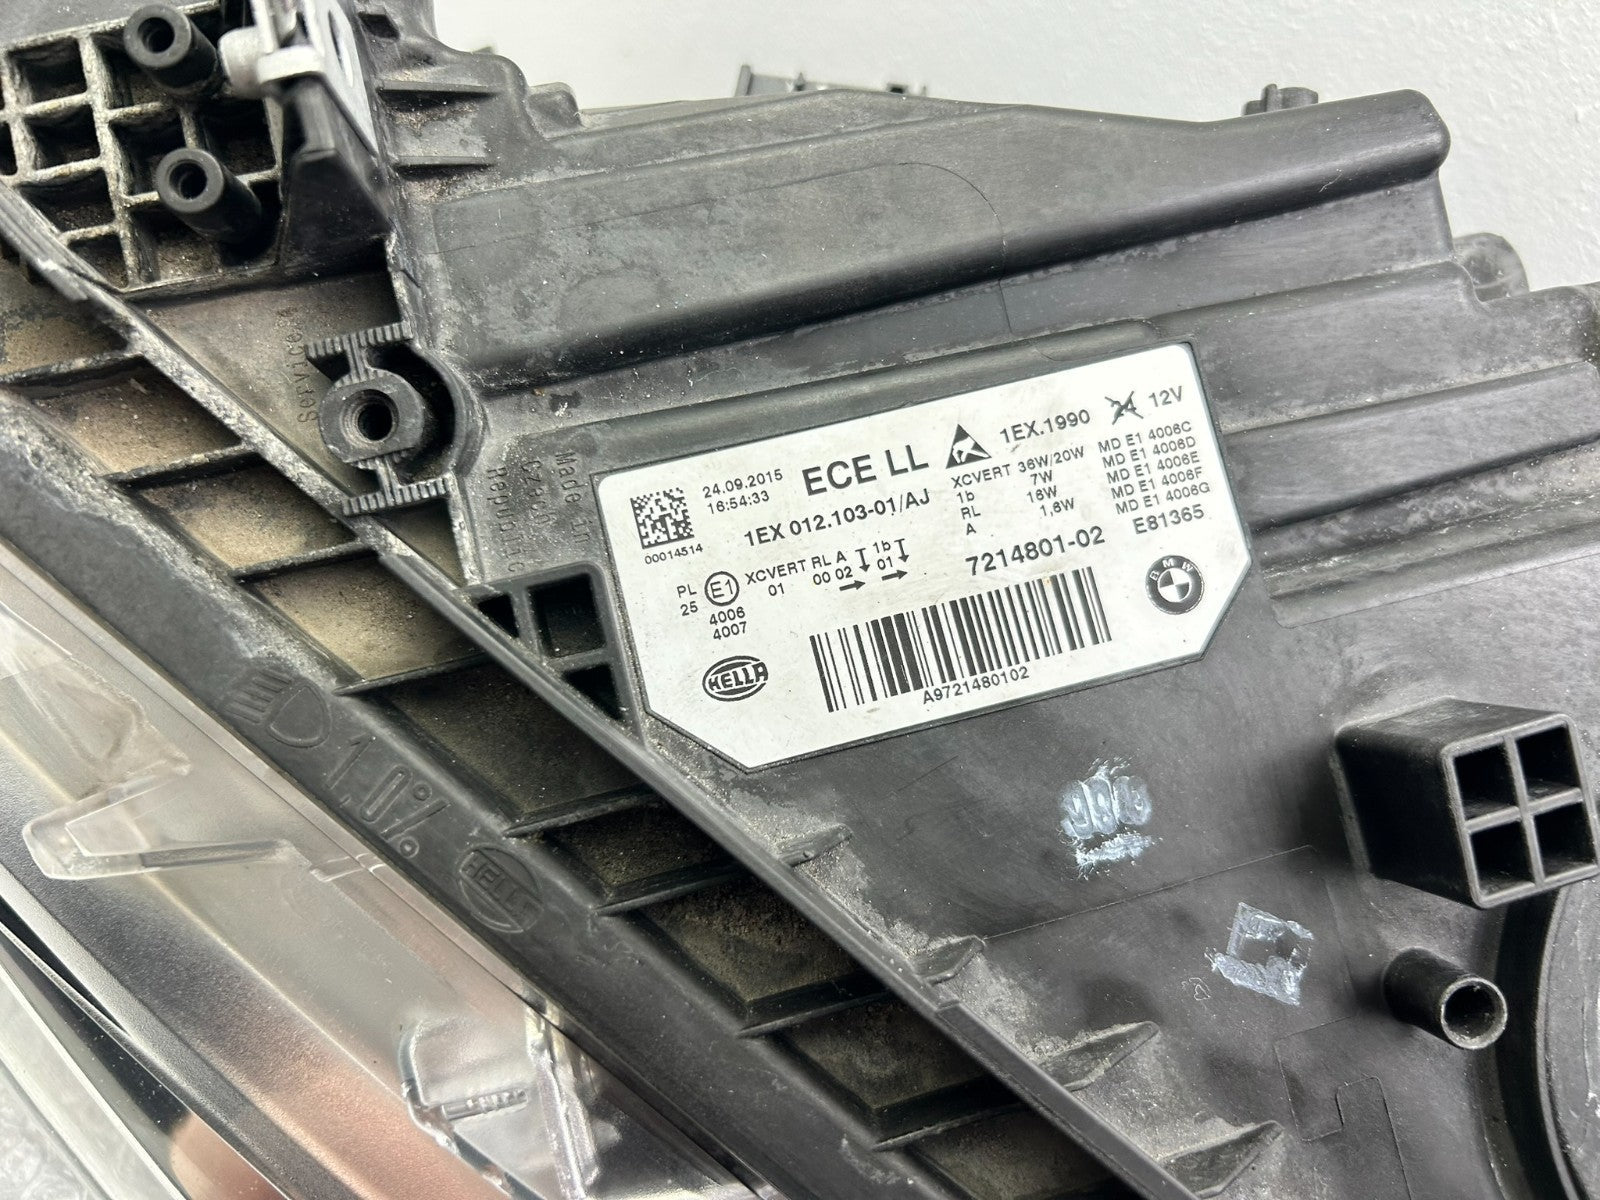 24.09.2015
16:54:33
ECE LL
1EX.1990
24 12V
1EX 012.103-01/AJ
00014514
XCVERT 36W/20W
1b 7W
RL 16W
A 1,6W
MD E1 4006C
MD E1 4006D
MD E1 4006E
MD E1 4006F
MD E1 4006G
PL
25
E1
XCVERT RL A 1b
01 00 02 01
4006
4007
7214801-02
E81365
BMW
HELLA
A9721480102
Made in
Czech
Republic
1,0%
HELLA